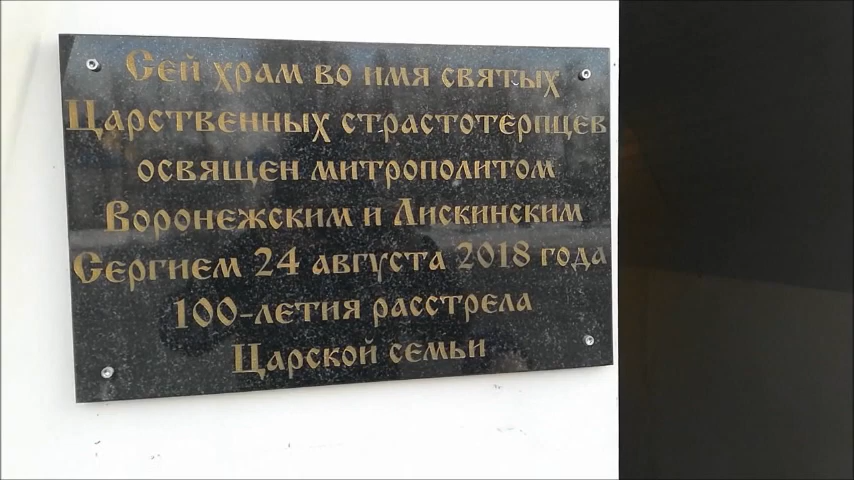 Сей храм во имя святых
Царственных страстотерпцев
освящен митрополитом
Воронежским и Лискинским
Сергием 24 августа 2018 года
100-летия расстрела
Царской семьи